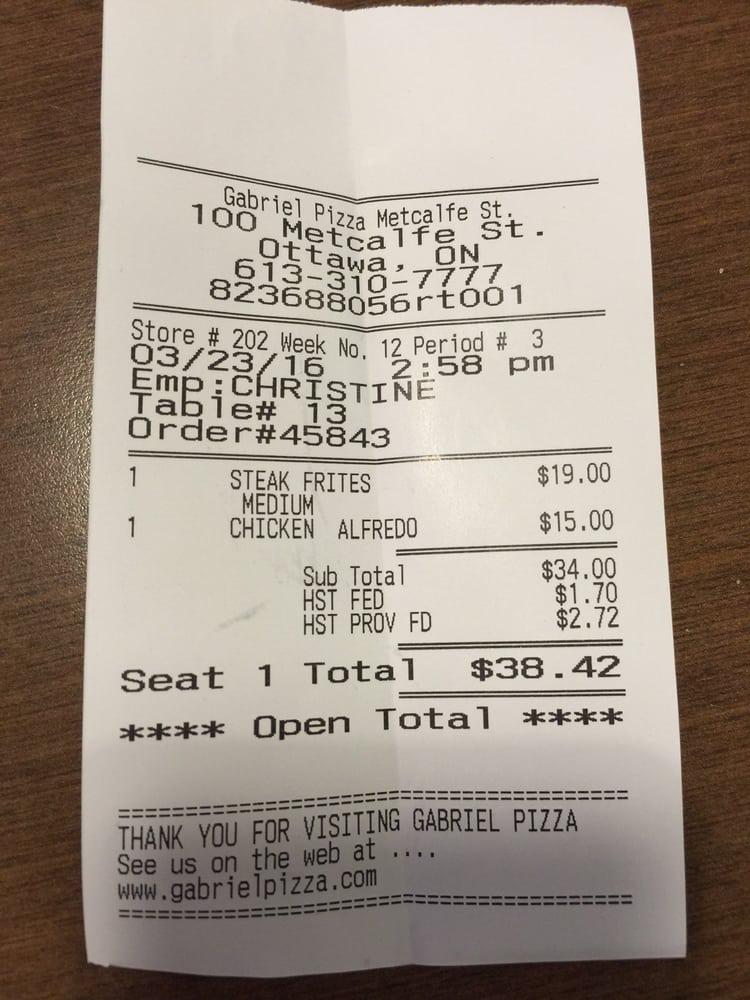 Gabriel Pizza Metcalfe St.
100 Metcalfe St.
Ottawa, ON
613-310-7777
823688056rt001
Store # 202 Week No. 12 Period # 3
03/23/16 2:58 pm
Emp:CHRISTINE
Table# 13
Order#45843
1 STEAK FRITES $19.00
MEDIUM
1 CHICKEN ALFREDO $15.00
Sub Total $34.00
HST FED $1.70
HST PROV FD $2.72
Seat 1 Total $38.42
**** Open Total ****
THANK YOU FOR VISITING GABRIEL PIZZA
See us on the web at ....
www.gabrielpizza.com